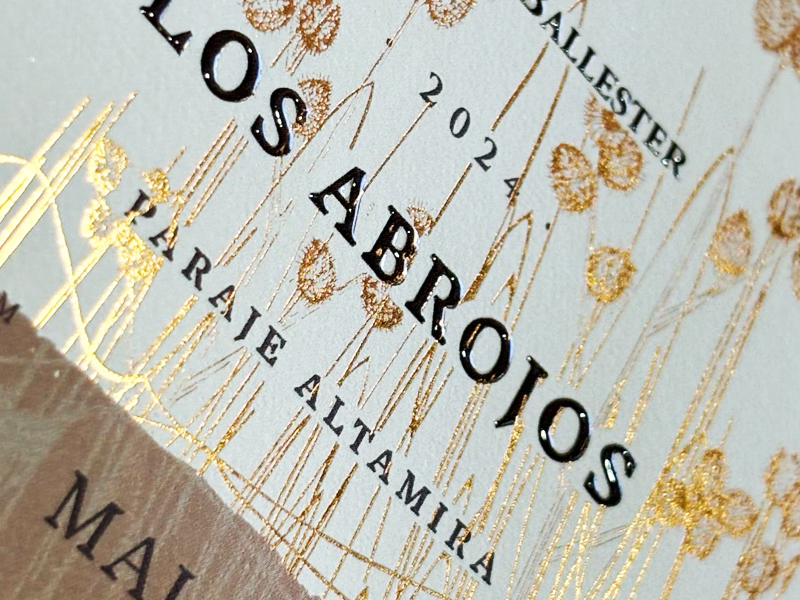 BALLESTER
2024
LOS ABROJOS
PARAJE ALTAMIRA